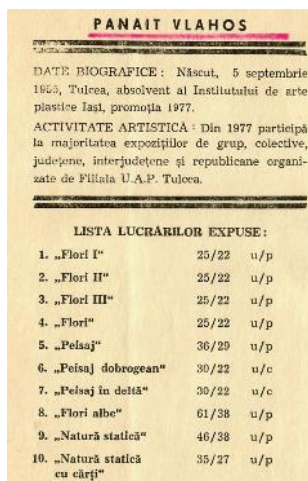 PANAIT VLAHOS
DATE BIOGRAFICE : Născut, 5 septembrie
1955, Tulcea, absolvent al Institutului de arte
plastice Iași, promoția 1977.
ACTIVITATE ARTISTICĂ : Din 1977 participă
la majoritatea expozițiilor de grup, colective,
județene, interjudețene și republicane organi-
zate de Filiala U.A.P. Tulcea.
LISTA LUCRĂRILOR EXPUSE :
1. „Flori I“ 25/22 u/p
2. „Flori II“ 25/22 u/p
3. „Flori III“ 25/22 u/p
4. „Flori“ 25/22 u/p
5. „Peisaj“ 36/29 u/p
6. „Peisaj dobrogean“ 30/22 u/c
7. „Peisaj în deltă“ 30/22 u/c
8. „Flori albe“ 61/38 u/p
9. „Natură statică“ 46/38 u/p
10. „Natură statică 35/27 u/p
cu cărți“